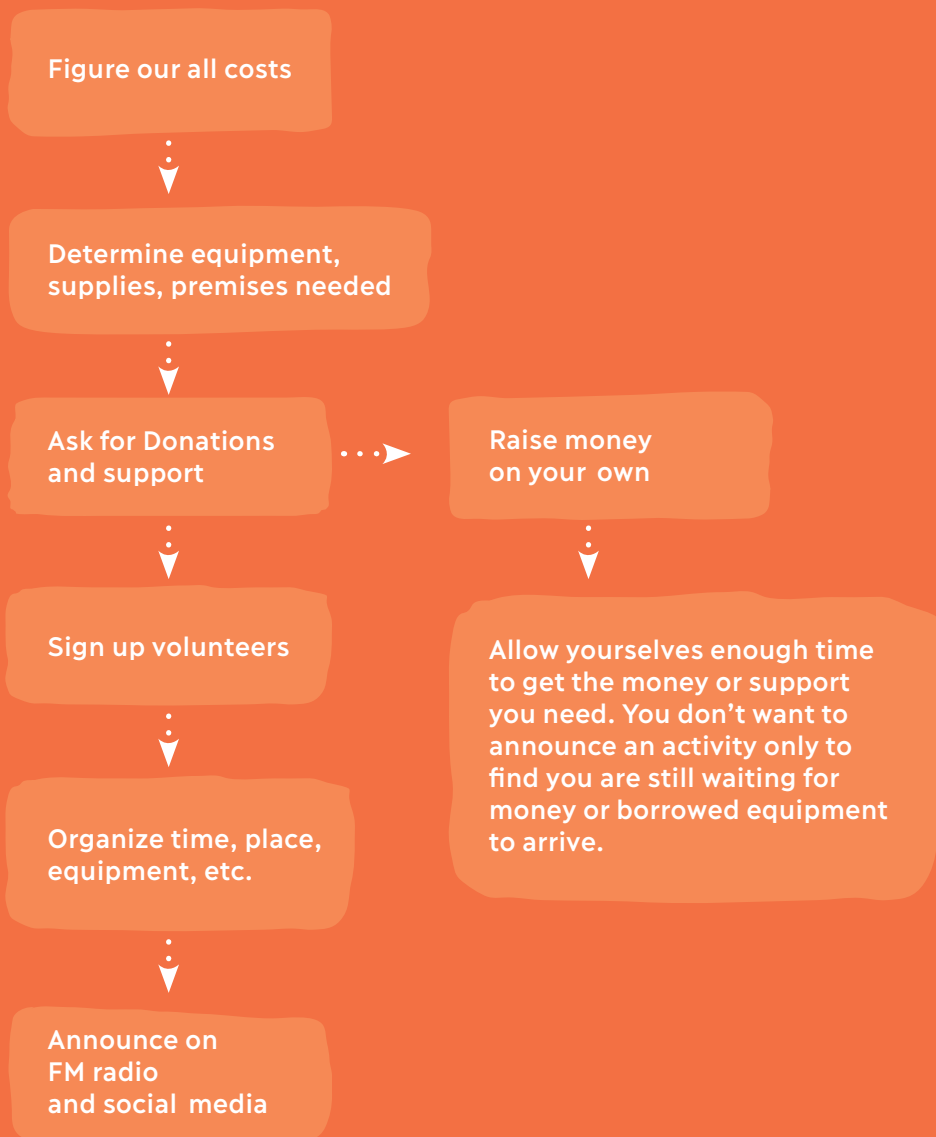 Figure our all costs
Determine equipment,
supplies, premises needed
Ask for Donations
and support
Raise money
on your own
Sign up volunteers
Allow yourselves enough time
to get the money or support
you need. You don’t want to
announce an activity only to
find you are still waiting for
money or borrowed equipment
to arrive.
Organize time, place,
equipment, etc.
Announce on
FM radio
and social media